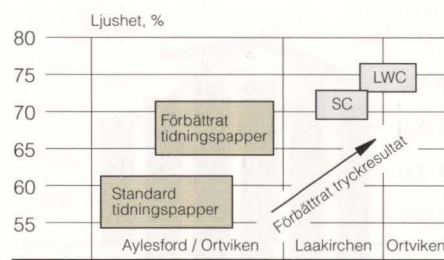 Ljushet, %
80
75
70
65
60
55
LWC
SC
Förbättrat
tidningspapper
Standard
tidningspapper
Förbättrat tryckresultat
Aylesford / Ortviken
Laakirchen
Ortviken